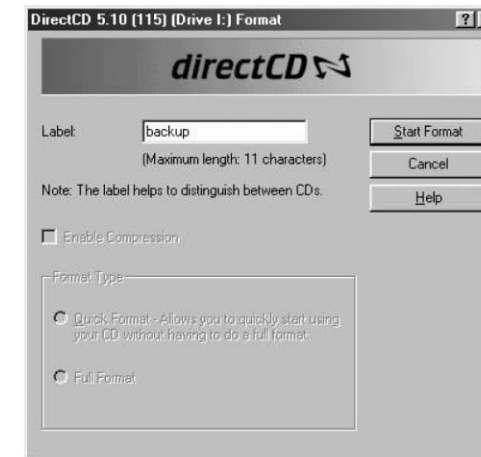 DirectCD 5.10 (115) (Drive I:) Format
?
directCD
Label:
backup
Start Format
(Maximum length: 11 characters)
Cancel
Note: The label helps to distinguish between CDs.
Help
Enable Compression
Format Type
Quick Format - Allows you to quickly start using
your CD without having to do a full format.
Full Format